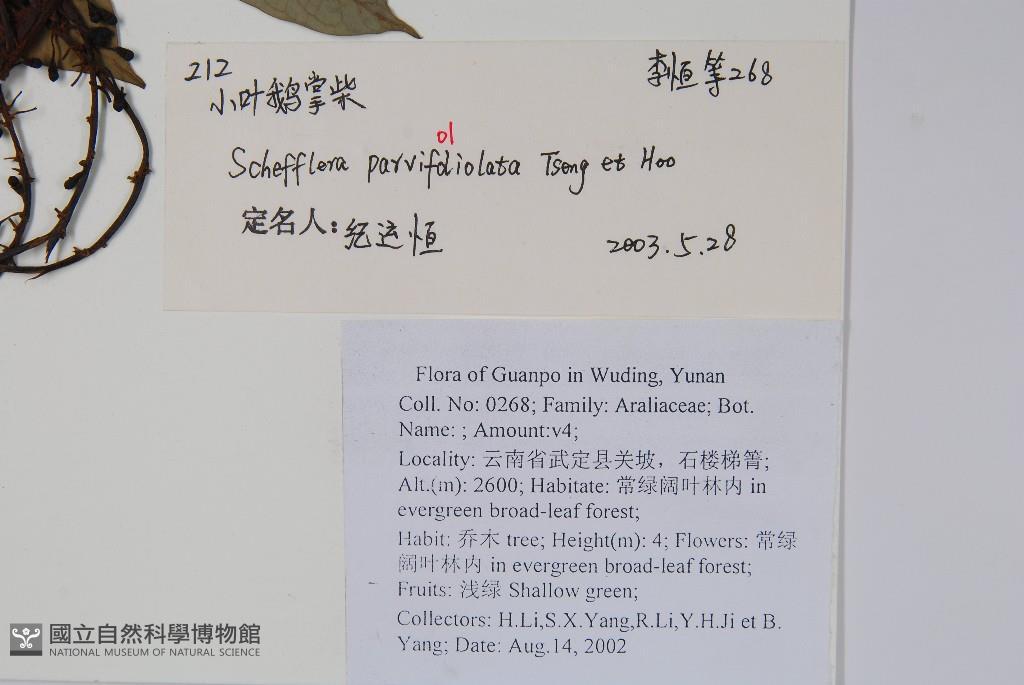 212
李恒等268
小叶鹅掌柴
ol
Schefflera parvifoliolata Tseng et Hoo
定名人: 纪运恒
2003.5.28
Flora of Guanpo in Wuding, Yunan
Coll. No: 0268; Family: Araliaceae; Bot.
Name: ; Amount:v4;
Locality: 云南省武定县关坡，石楼梯箐;
Alt.(m): 2600; Habitate: 常绿阔叶林内 in
evergreen broad-leaf forest;
Habit: 乔木 tree; Height(m): 4; Flowers: 常绿
阔叶林内 in evergreen broad-leaf forest;
Fruits: 浅绿 Shallow green;
Collectors: H.Li,S.X.Yang,R.Li,Y.H.Ji et B.
Yang; Date: Aug.14, 2002
國立自然科學博物館
NATIONAL MUSEUM OF NATURAL SCIENCE